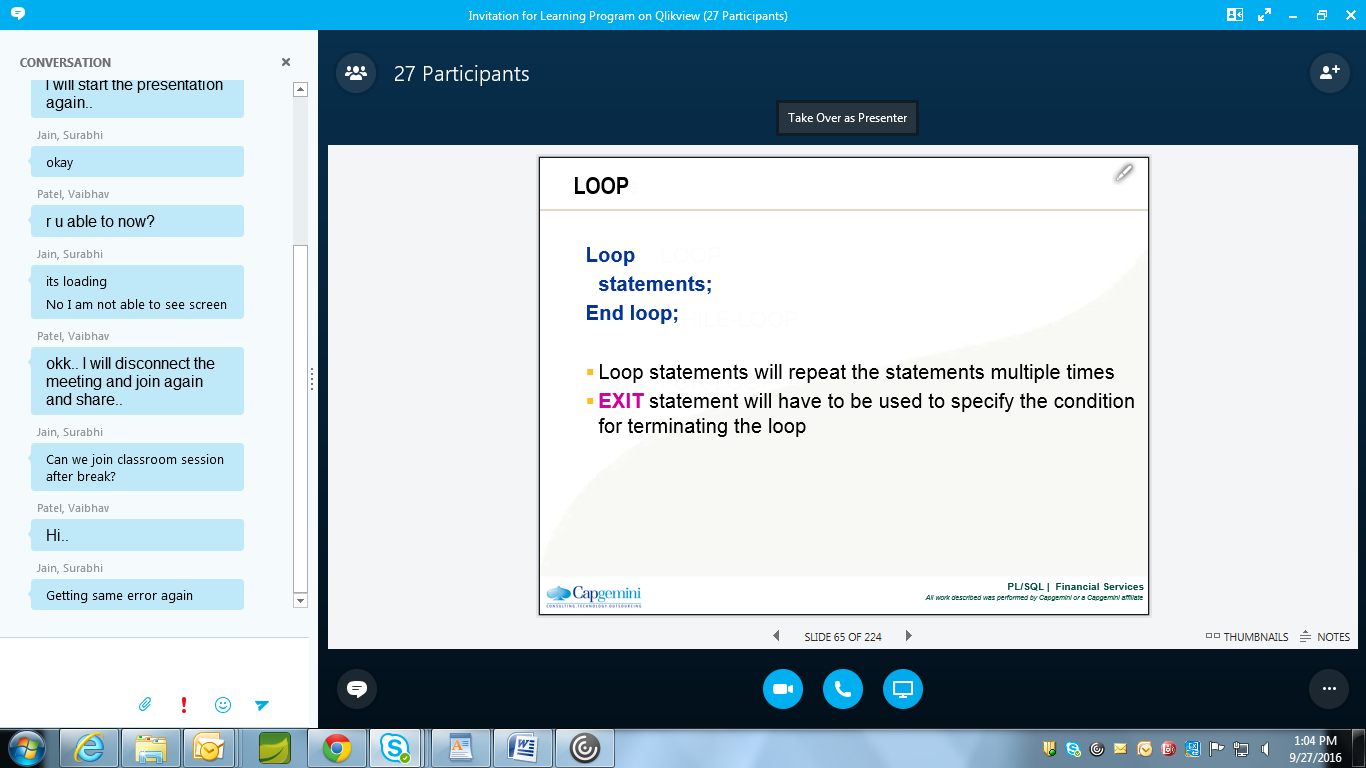 Invitation for Learning Program on Qlikview (27 Participants)
CONVERSATION
I will start the presentation
again..
Jain, Surabhi
okay
Patel, Vaibhav
r u able to now?
Jain, Surabhi
its loading
No I am not able to see screen
Patel, Vaibhav
okk.. I will disconnect the
meeting and join again
and share..
Jain, Surabhi
Can we join classroom session
after break?
Patel, Vaibhav
Hi..
Jain, Surabhi
Getting same error again
27 Participants
Take Over as Presenter
LOOP
Loop
statements;
End loop;
Loop statements will repeat the statements multiple times
EXIT statement will have to be used to specify the condition
for terminating the loop
Capgemini
CONSULTING.TECHNOLOGY.OUTSOURCING
PL/SQL | Financial Services
All work described was performed by Capgemini or a Capgemini affiliate
SLIDE 65 OF 224
THUMBNAILS
NOTES
1:04 PM
9/27/2016